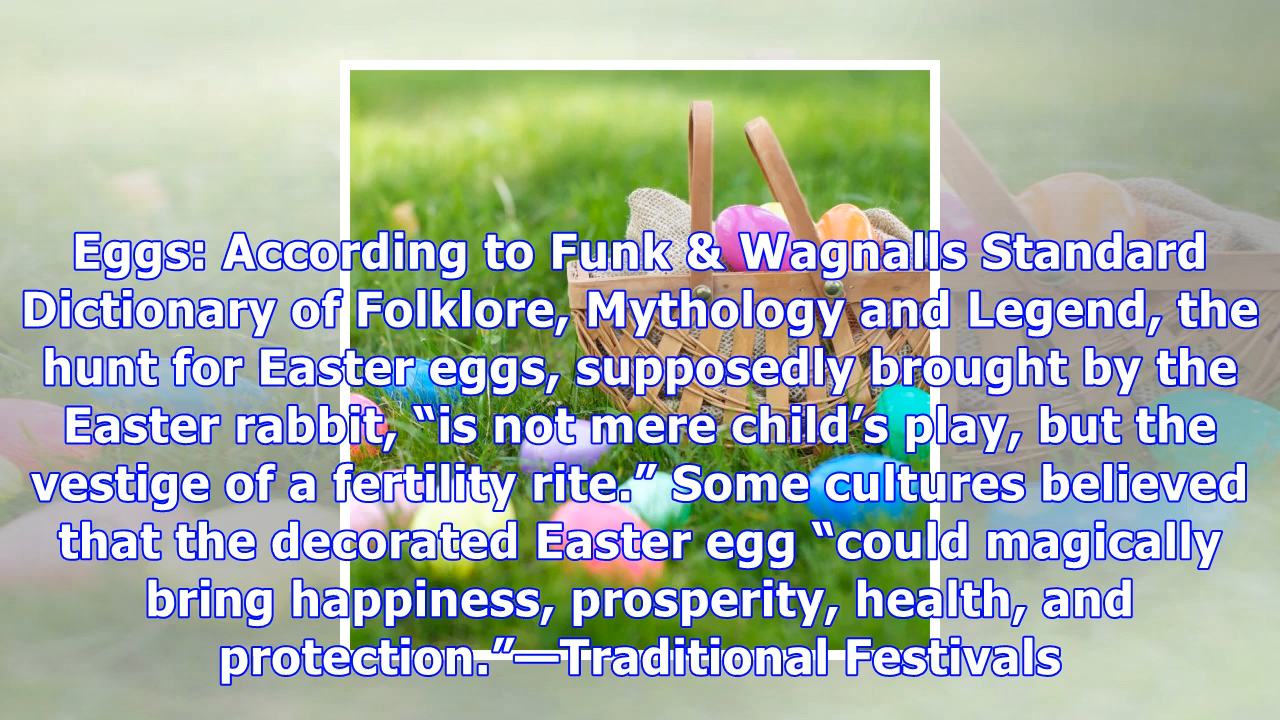 Eggs: According to Funk & Wagnalls Standard
Dictionary of Folklore, Mythology and Legend, the
hunt for Easter eggs, supposedly brought by the
Easter rabbit, “is not mere child’s play, but the
vestige of a fertility rite.” Some cultures believed
that the decorated Easter egg “could magically
bring happiness, prosperity, health, and
protection.”—Traditional Festivals